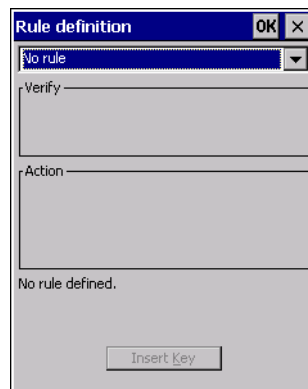 Rule definition OK ×
No rule
Verify
Action
No rule defined.
Insert Key